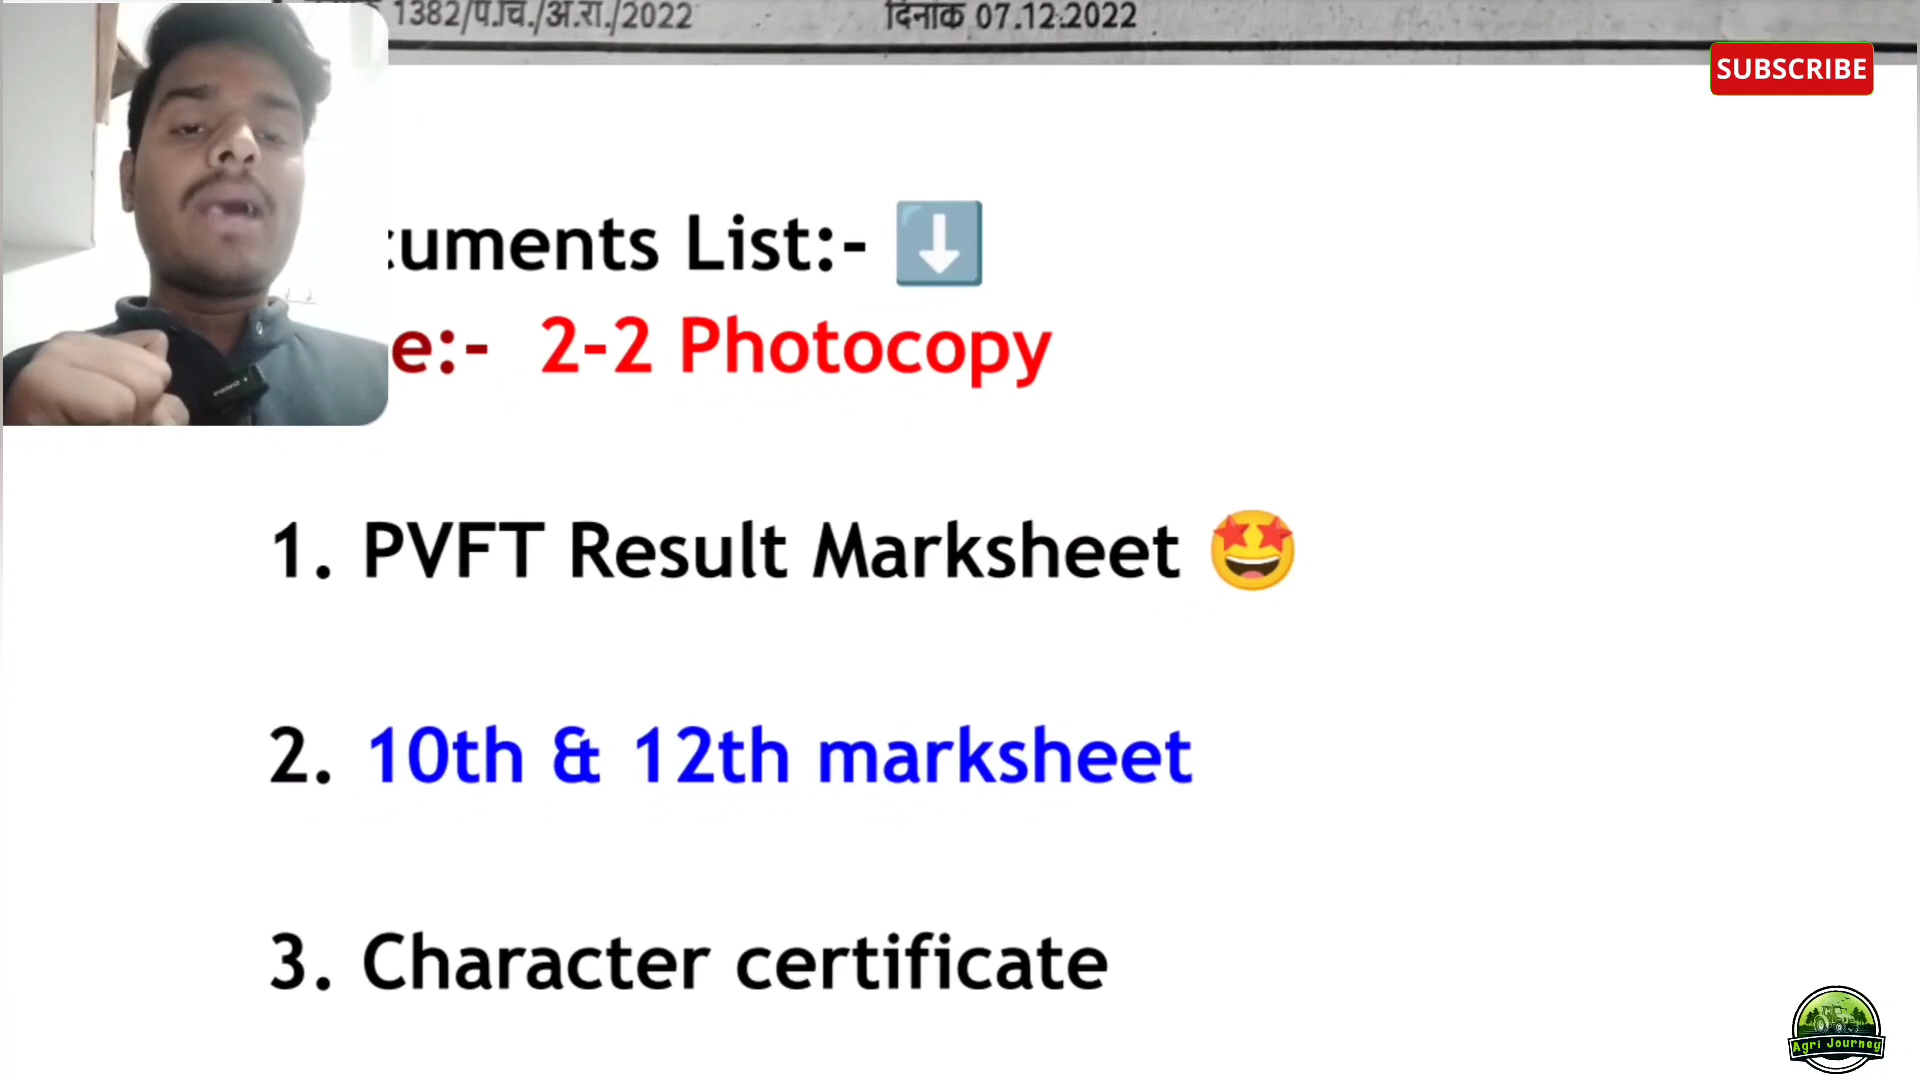 1382/प.चि./अ.रा./2022 दिनांक 07.12.2022
SUBSCRIBE
cuments List:- ⬇️
e:- 2-2 Photocopy
1. PVFT Result Marksheet 🤩
2. 10th & 12th marksheet
3. Character certificate
Agri Journey